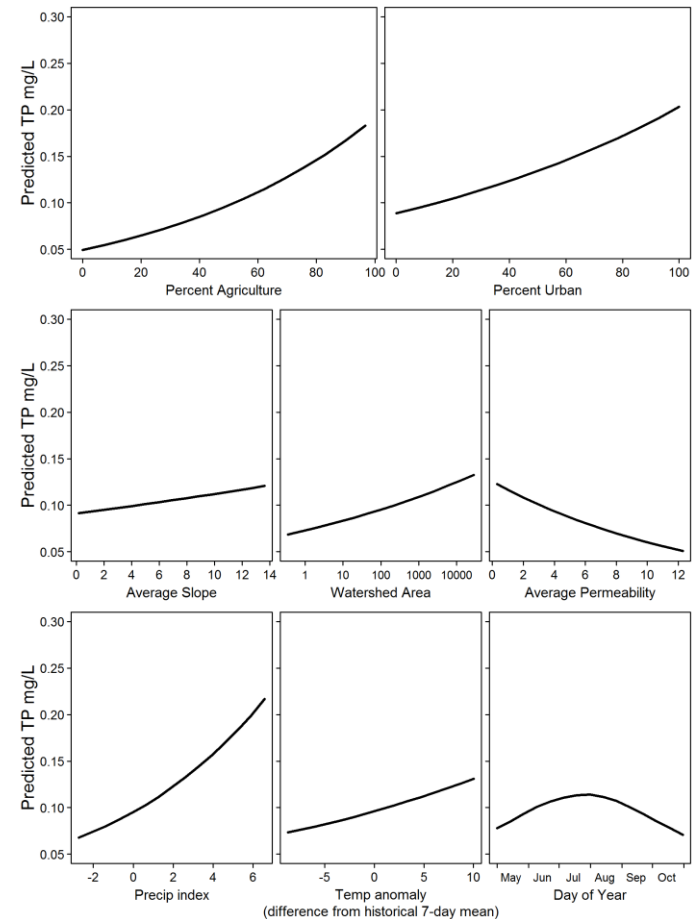 0.30
0.25
0.20
0.15
0.10
0.05
Predicted TP mg/L
0 20 40 60 80 100
Percent Agriculture
0 20 40 60 80 100
Percent Urban
0.30
0.25
0.20
0.15
0.10
0.05
Predicted TP mg/L
0 2 4 6 8 10 12 14
Average Slope
1 10 100 1000 10000
Watershed Area
0 2 4 6 8 10 12
Average Permeability
0.30
0.25
0.20
0.15
0.10
0.05
Predicted TP mg/L
-2 0 2 4 6
Precip index
-5 0 5 10
Temp anomaly
(difference from historical 7-day mean)
May Jun Jul Aug Sep Oct
Day of Year